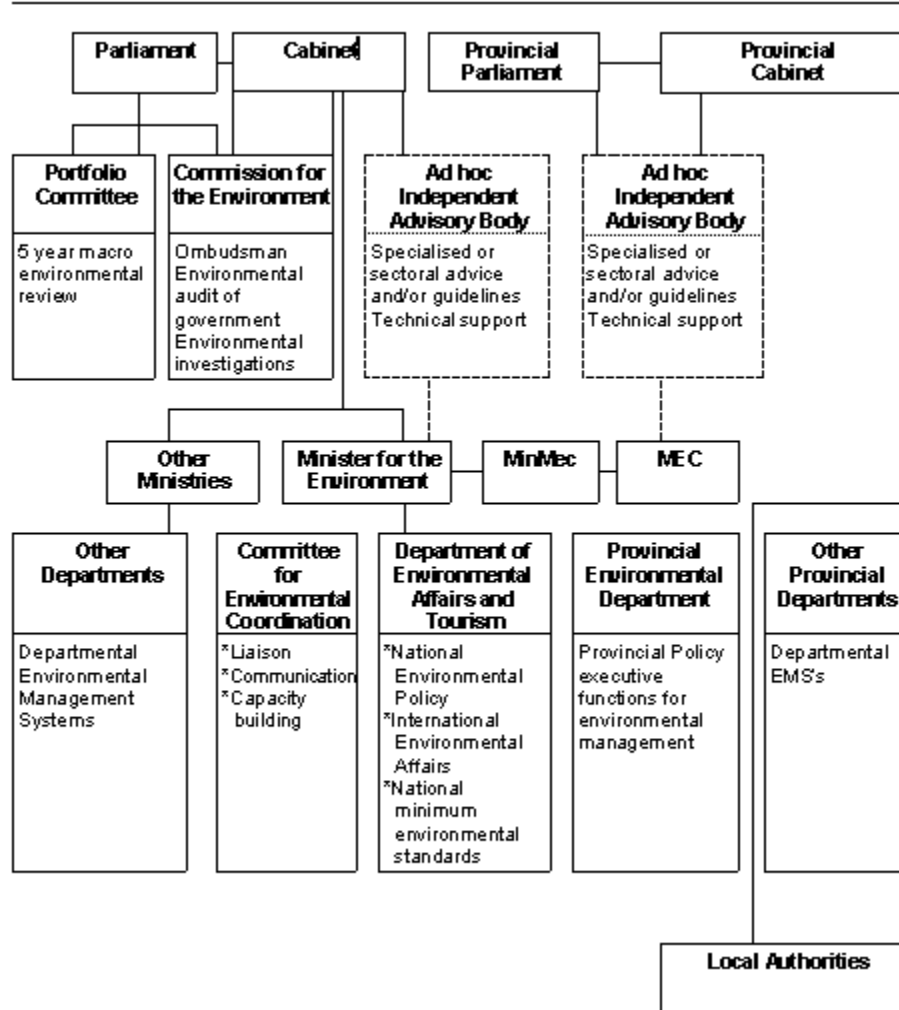 Parliament
Cabinet
Provincial
Parliament
Provincial
Cabinet
Portfolio
Committee
5 year macro
environmental
review
Commission for
the Environment
Ombudsman
Environmental
audit of
government
Environmental
investigations
Ad hoc
Independent
Advisory Body
Specialised or
sectoral advice
and/or guidelines
Technical support
Ad hoc
Independent
Advisory Body
Specialised or
sectoral advice
and/or guidelines
Technical support
Other
Ministries
Minister for the
Environment
MinMec
MEC
Other
Departments
Departmental
Environmental
Management
Systems
Committee
for
Environmental
Coordination
*Liaison
*Communication
*Capacity
building
Department of
Environmental
Affairs and
Tourism
*National
Environmental
Policy
*International
Environmental
Affairs
*National
minimum
environmental
standards
Provincial
Environmental
Department
Provincial Policy
executive
functions for
environmental
management
Other
Provincial
Departments
Departmental
EMS's
Local Authorities